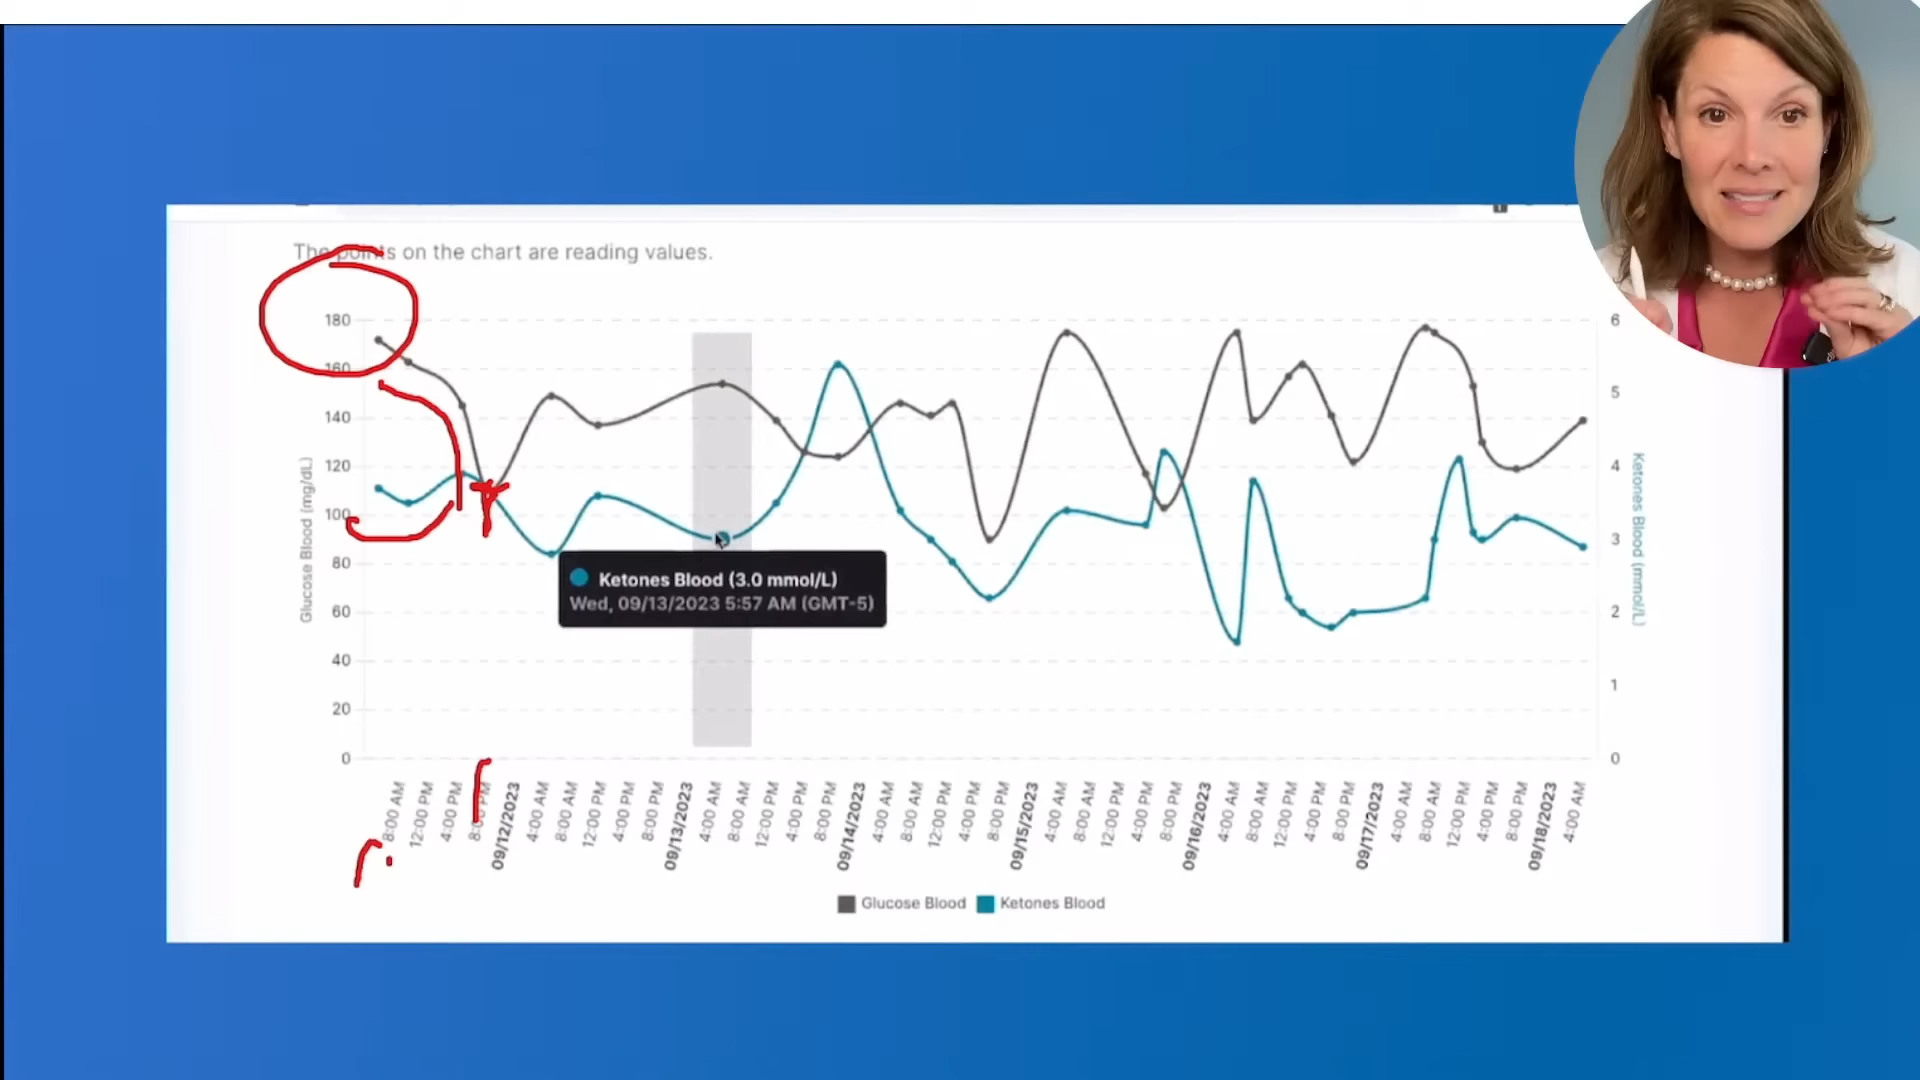 The points on the chart are reading values.
180
160
140
120
100
80
60
40
20
0
Glucose Blood (mg/dL)
6
5
4
3
2
1
0
Ketones Blood (mmol/L)
Ketones Blood (3.0 mmol/L)
Wed, 09/13/2023 5:57 AM (GMT-5)
8:00 AM
12:00 PM
4:00 PM
8:00 PM
09/12/2023
4:00 AM
8:00 AM
12:00 PM
4:00 PM
8:00 PM
09/13/2023
4:00 AM
8:00 AM
12:00 PM
4:00 PM
8:00 PM
09/14/2023
4:00 AM
8:00 AM
12:00 PM
4:00 PM
8:00 PM
09/15/2023
4:00 AM
8:00 AM
12:00 PM
4:00 PM
8:00 PM
09/16/2023
4:00 AM
8:00 AM
12:00 PM
4:00 PM
8:00 PM
09/17/2023
4:00 AM
8:00 AM
12:00 PM
4:00 PM
8:00 PM
09/18/2023
4:00 AM
Glucose Blood
Ketones Blood